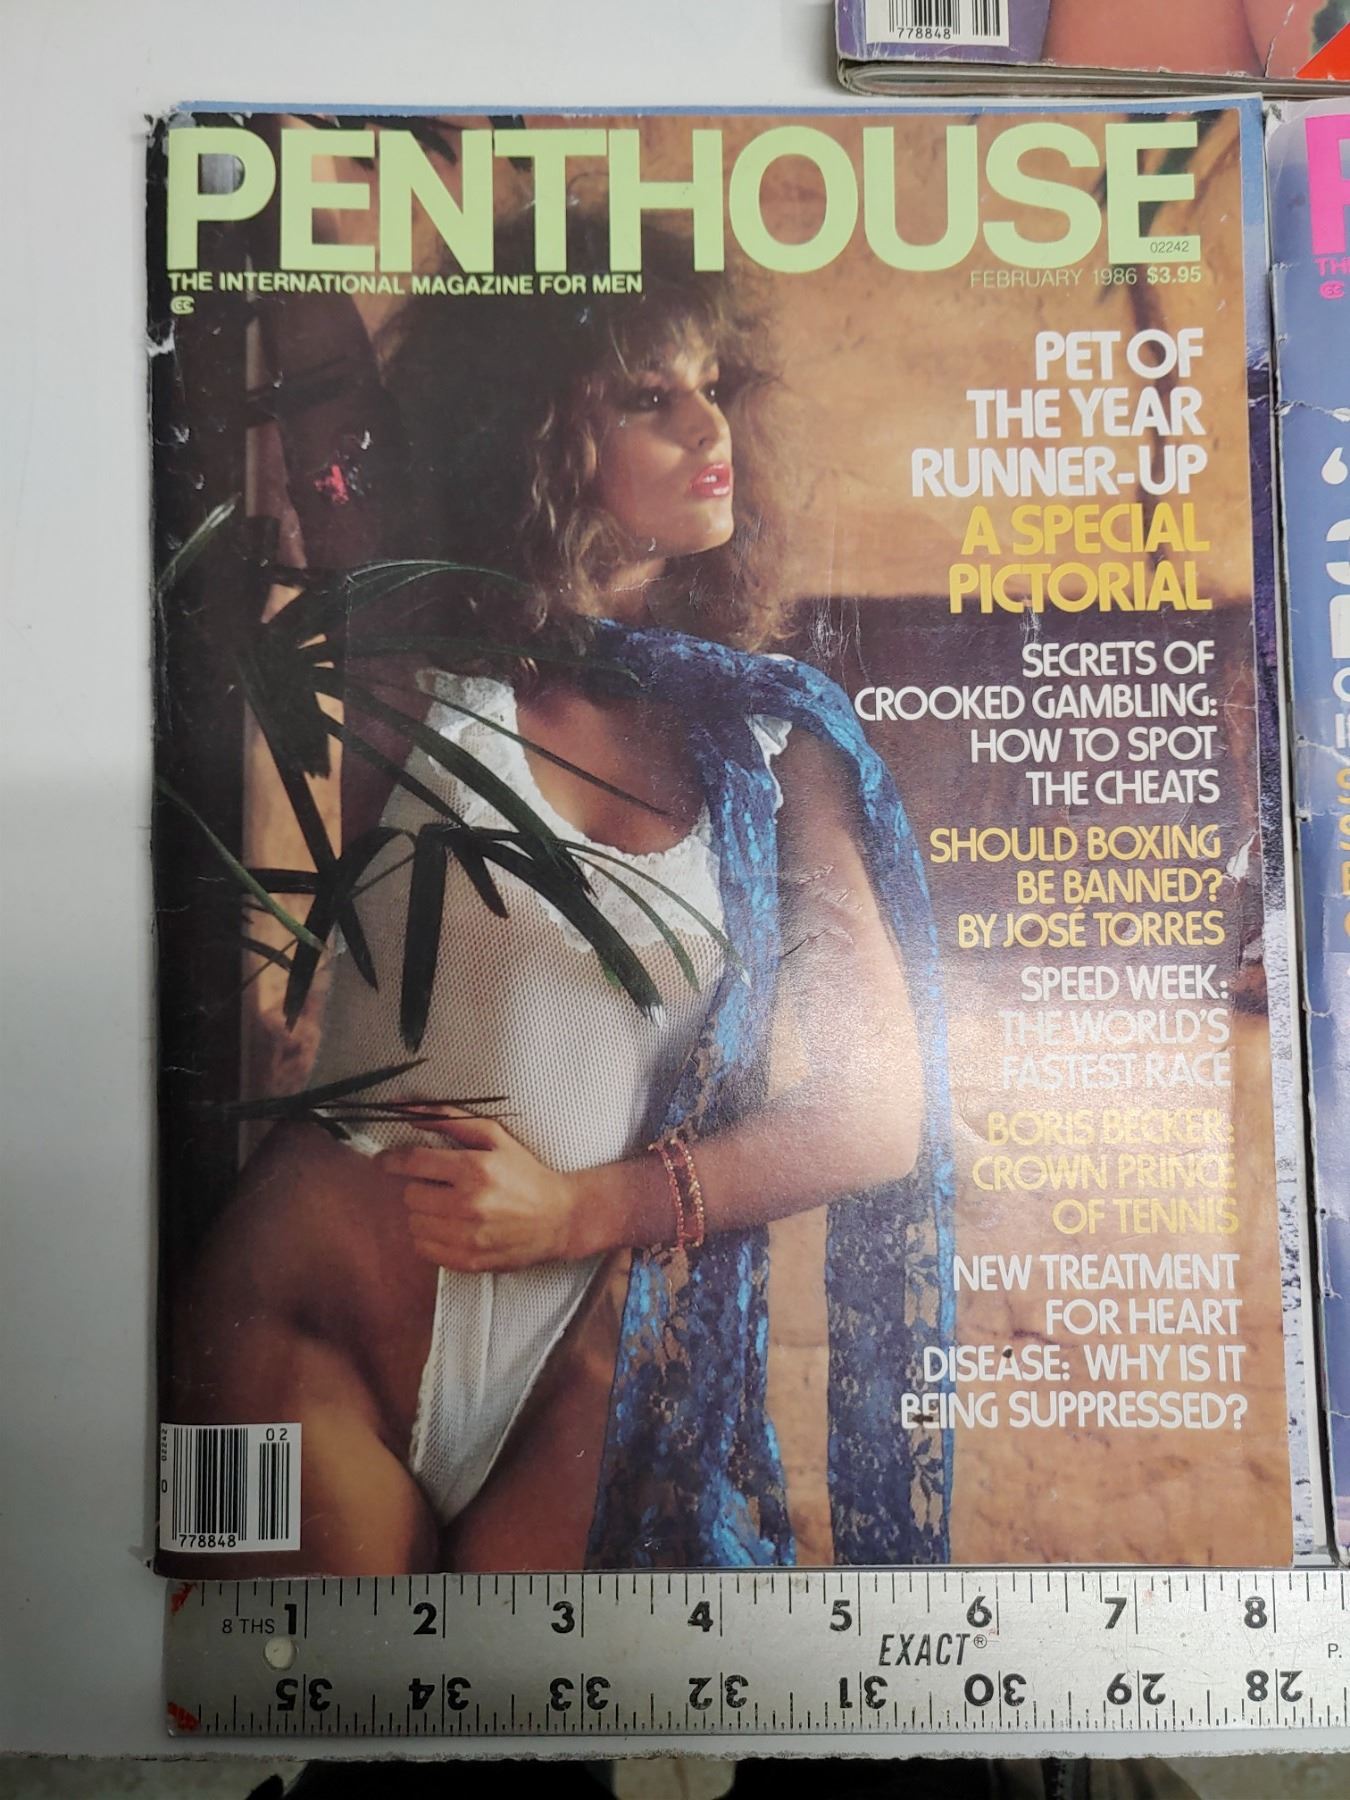 778848
PENTHOUSE
02242
THE INTERNATIONAL MAGAZINE FOR MEN
FEBRUARY 1986 $3.95
PET OF
THE YEAR
RUNNER-UP
A SPECIAL
PICTORIAL
SECRETS OF
CROOKED GAMBLING:
HOW TO SPOT
THE CHEATS
SHOULD BOXING
BE BANNED?
BY JOSÉ TORRES
SPEED WEEK:
THE WORLD'S
FASTEST RACE
BORIS BECKER:
CROWN PRINCE
OF TENNIS
NEW TREATMENT
FOR HEART
DISEASE: WHY IS IT
BEING SUPPRESSED?
02242
02
0
778848
8 THS 1 2 3 4 5 6 7 8
EXACT®
P.
35 34 33 32 31 30 29 28